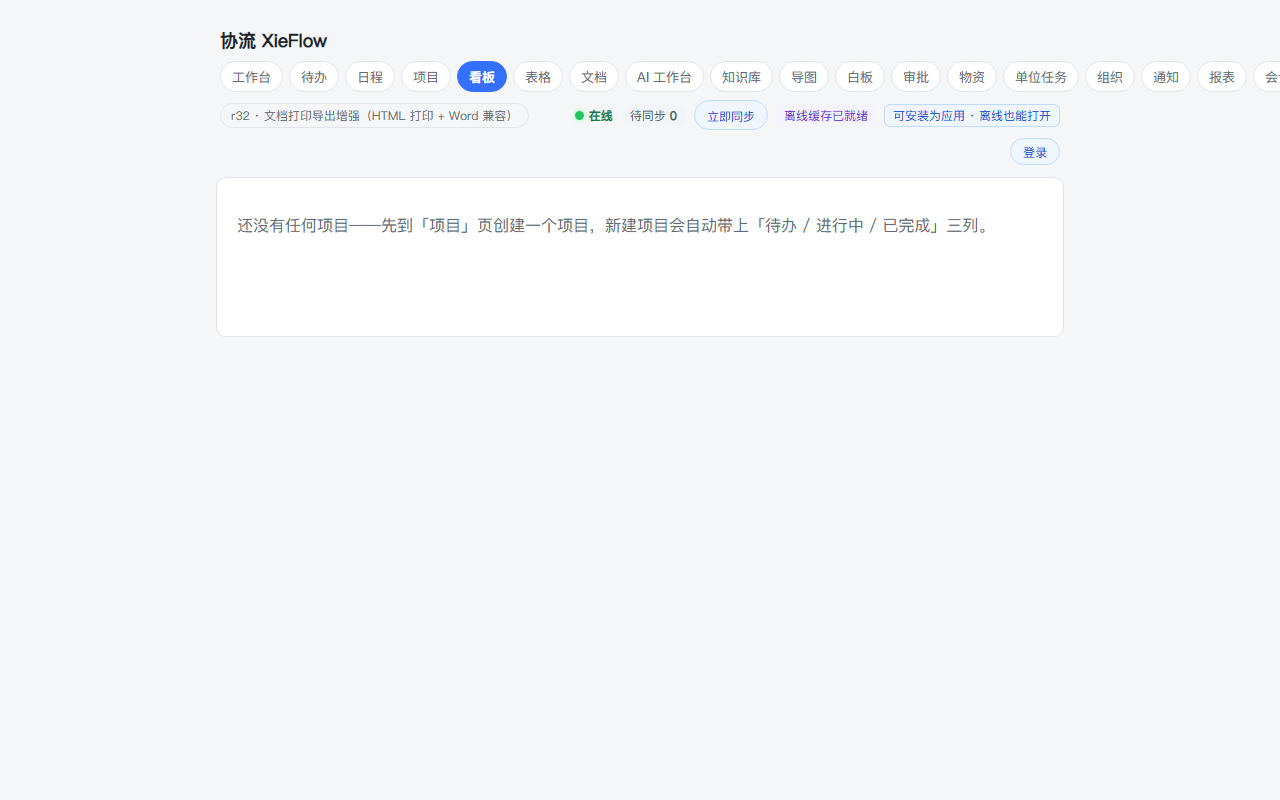 协流 XieFlow
工作台 待办 日程 项目 看板 表格 文档 AI 工作台 知识库 导图 白板 审批 物资 单位任务 组织 通知 报表 会
r32 · 文档打印导出增强（HTML 打印 + Word 兼容） 在线 待同步 0 立即同步 离线缓存已就绪 可安装为应用 · 离线也能打开
登录
还没有任何项目——先到「项目」页创建一个项目，新建项目会自动带上「待办 / 进行中 / 已完成」三列。